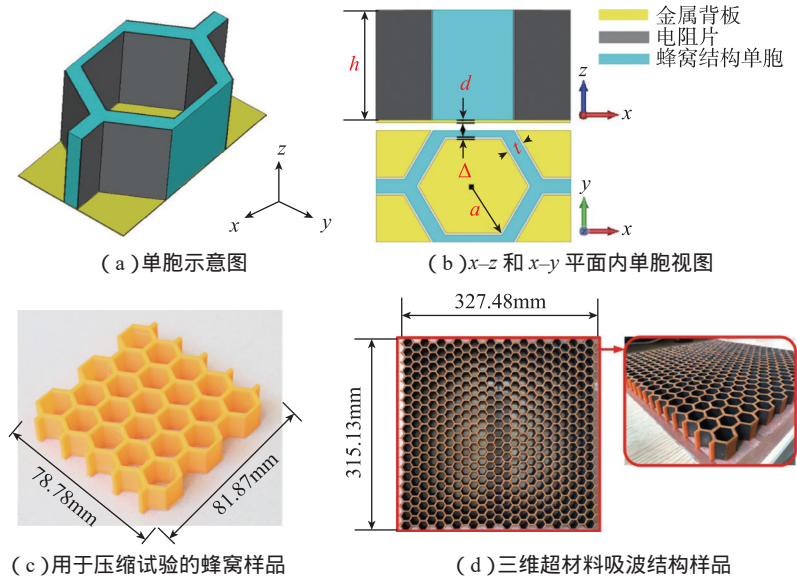 h
d
Δ
t
a
金属背板
电阻片
蜂窝结构单胞
z
x
z
x
y
y
x
(a)单胞示意图
(b)x–z 和 x–y 平面内单胞视图
327.48mm
315.13mm
78.78mm
81.87mm
(c)用于压缩试验的蜂窝样品
(d)三维超材料吸波结构样品